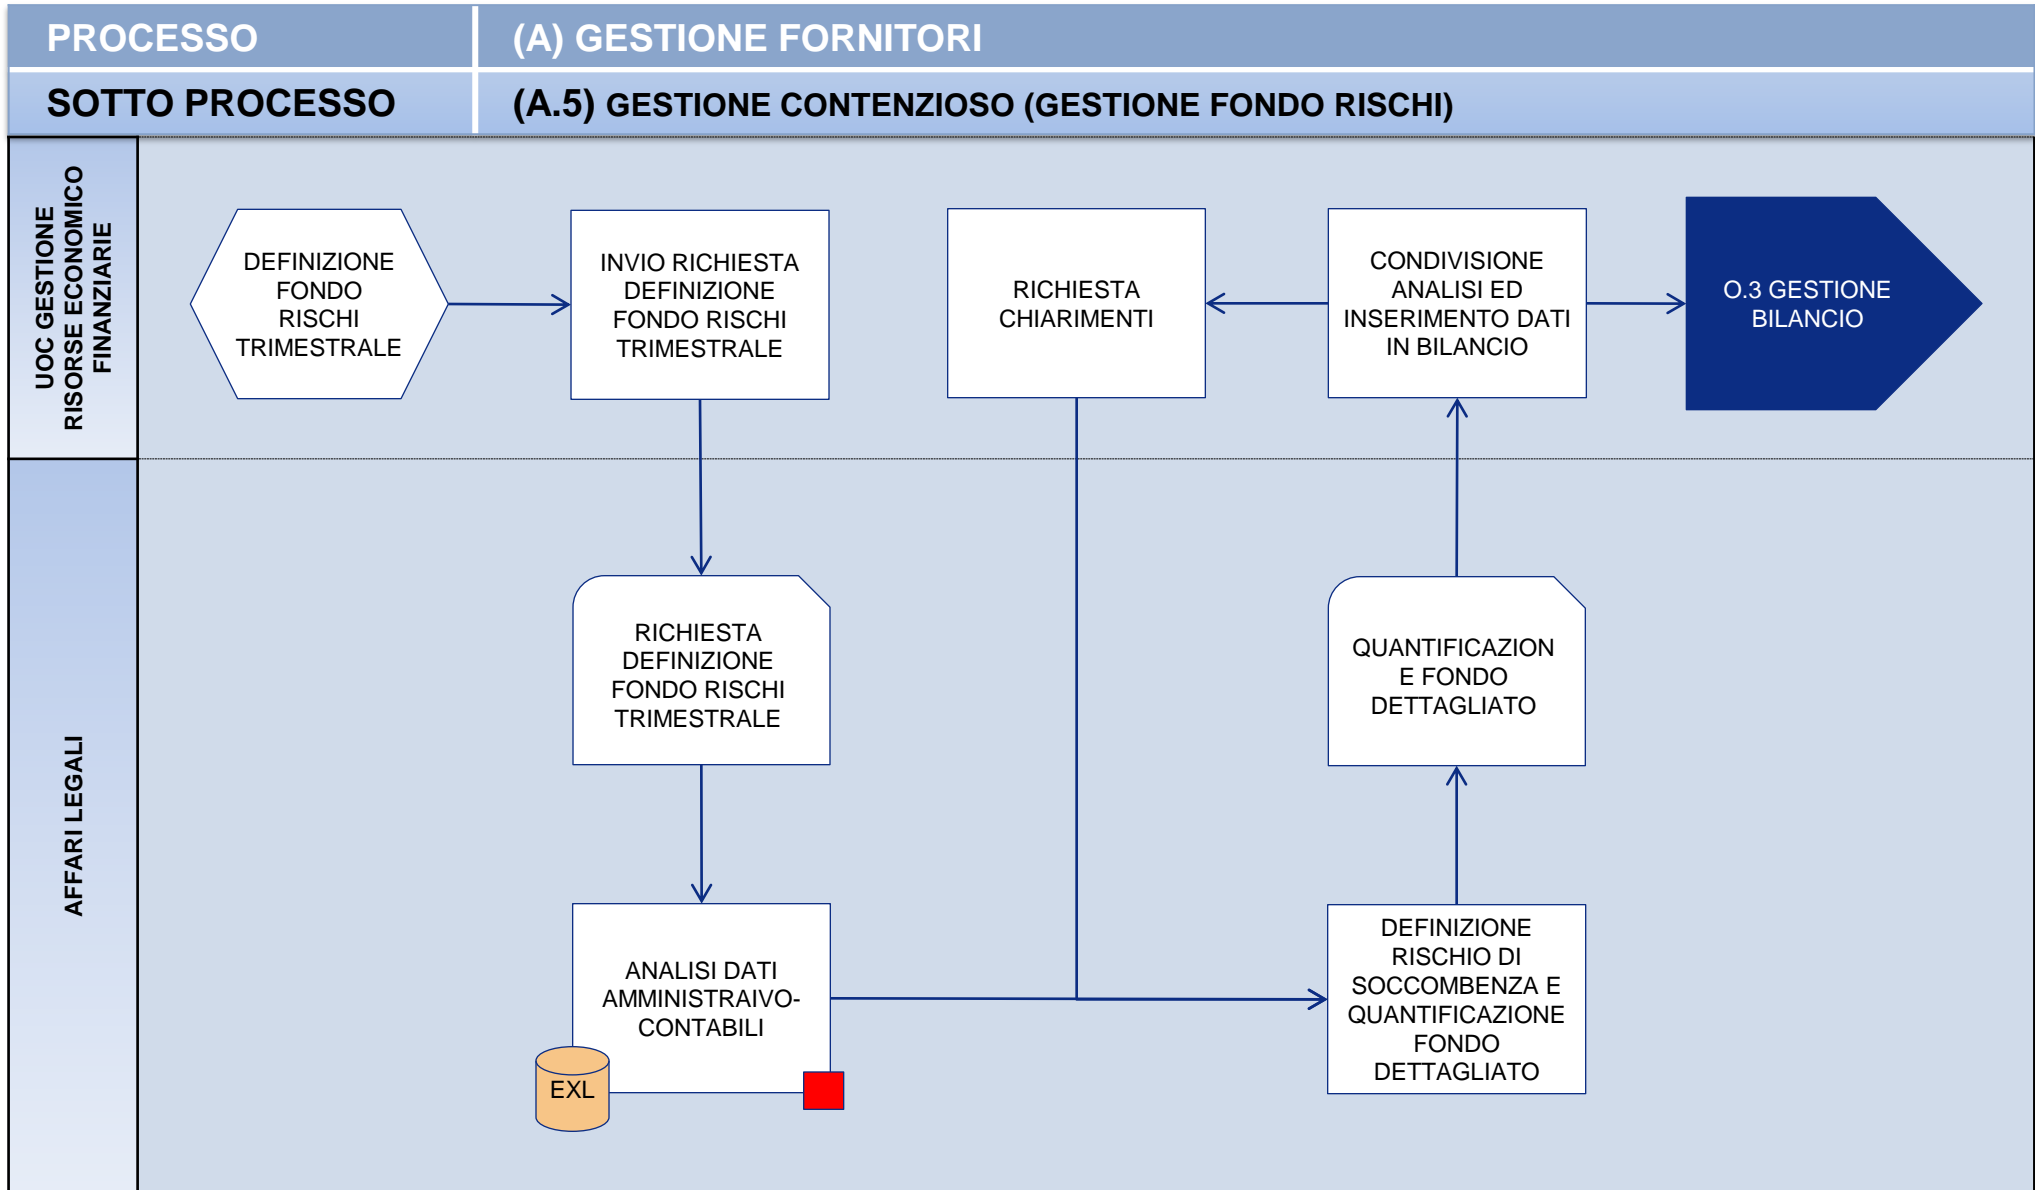 PROCESSO
(A) GESTIONE FORNITORI
SOTTO PROCESSO
(A.5) GESTIONE CONTENZIOSO (GESTIONE FONDO RISCHI)
UOC GESTIONE
RISORSE ECONOMICO
FINANZIARIE
DEFINIZIONE
FONDO
RISCHI
TRIMESTRALE
INVIO RICHIESTA
DEFINIZIONE
FONDO RISCHI
TRIMESTRALE
RICHIESTA
CHIARIMENTI
CONDIVISIONE
ANALISI ED
INSERIMENTO DATI
IN BILANCIO
O.3 GESTIONE
BILANCIO
AFFARI LEGALI
RICHIESTA
DEFINIZIONE
FONDO RISCHI
TRIMESTRALE
QUANTIFICAZION
E FONDO
DETTAGLIATO
ANALISI DATI
AMMINISTRAIVO-
CONTABILI
EXL
DEFINIZIONE
RISCHIO DI
SOCCOMBENZA E
QUANTIFICAZIONE
FONDO
DETTAGLIATO